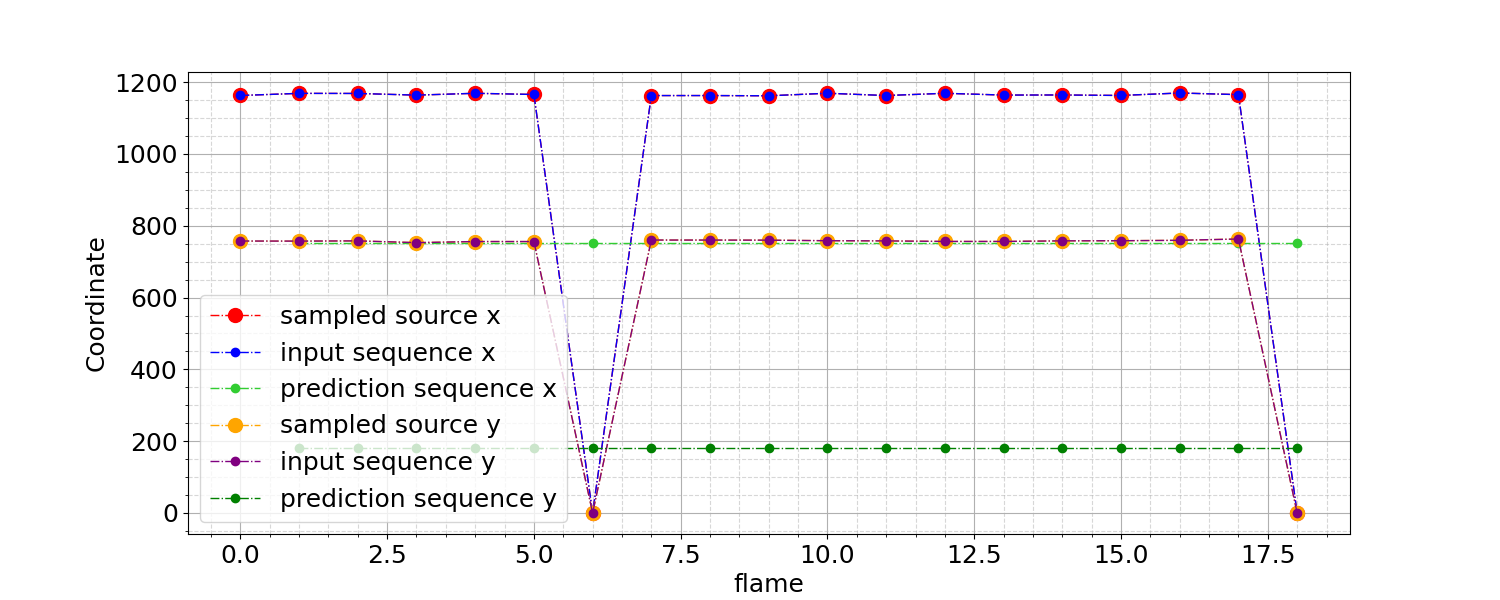 1200
1000
800
600
400
200
0
Coordinate
sampled source x
input sequence x
prediction sequence x
sampled source y
input sequence y
prediction sequence y
0.0 2.5 5.0 7.5 10.0 12.5 15.0 17.5
flame